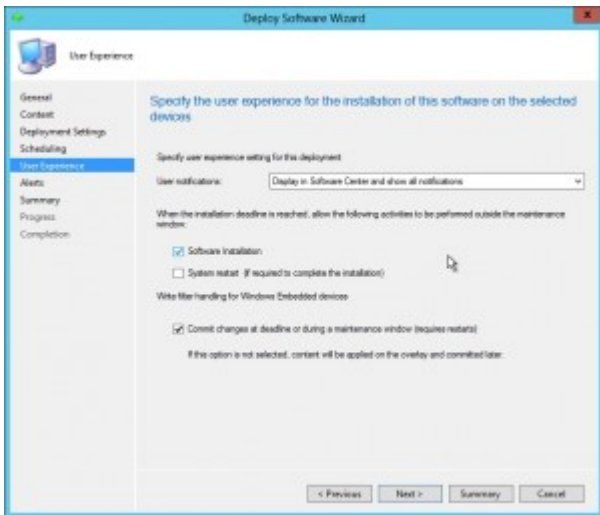 Deploy Software Wizard
x
User Experience
General
Content
Deployment Settings
Scheduling
User Experience
Alerts
Summary
Progress
Completion
Specify the user experience for the installation of this software on the selected
devices
Specify user experience setting for this deployment
User notifications:
Display in Software Center and show all notifications
When the installation deadline is reached, allow the following activities to be performed outside the maintenance
window:
Software Installation
System restart (if required to complete the installation)
Write filter handling for Windows Embedded devices
Commit changes at deadline or during a maintenance window (requires restarts)
If this option is not selected, content will be applied on the overlay and committed later.
< Previous
Next >
Summary
Cancel